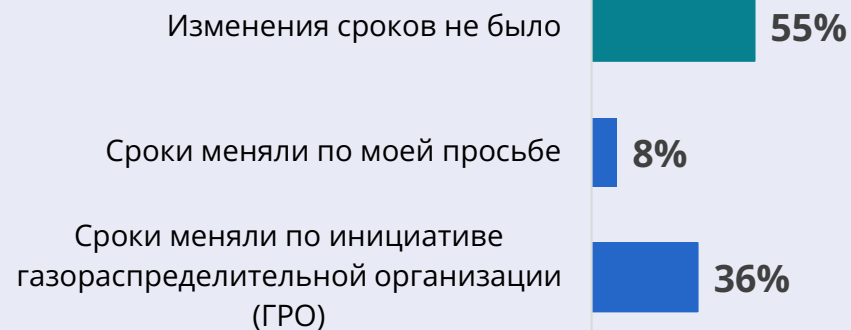 Изменения сроков не было 55%
Сроки меняли по моей просьбе 8%
Сроки меняли по инициативе
газораспределительной организации
(ГРО)
36%